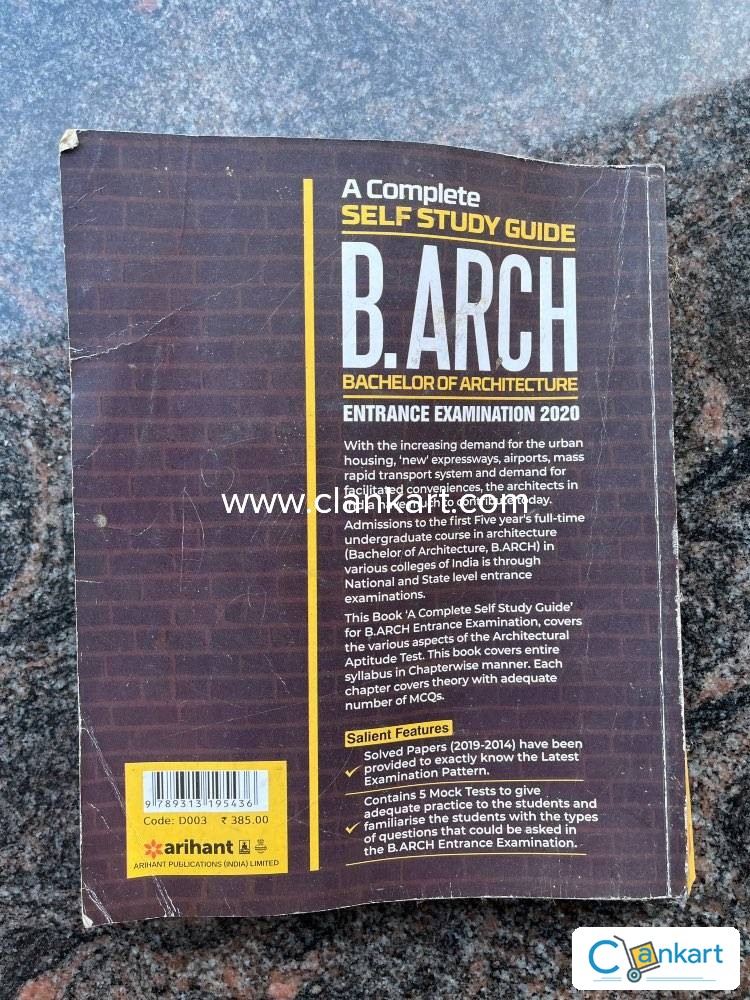 A Complete
SELF STUDY GUIDE
B.ARCH
BACHELOR OF ARCHITECTURE
ENTRANCE EXAMINATION 2020
With the increasing demand for the urban
housing, 'new' expressways, airports, mass
rapid transport system and demand for
facilitated conveniences, the architects in
to contribute today.
www.clankart.com
Admissions to the first Five year's full-time
undergraduate course in architecture
(Bachelor of Architecture, B.ARCH) in
various colleges of India is through
National and State level entrance
examinations.
This Book 'A Complete Self Study Guide'
for B.ARCH Entrance Examination, covers
the various aspects of the Architectural
Aptitude Test. This book covers entire
syllabus in Chapterwise manner. Each
chapter covers theory with adequate
number of MCQs.
Salient Features
Solved Papers (2019-2014) have been
provided to exactly know the Latest
Examination Pattern.
Contains 5 Mock Tests to give
adequate practice to the students and
familiarise the students with the types
of questions that could be asked in
the B.ARCH Entrance Examination.
9 789313 195436
Code: D003 ₹ 385.00
arihant
ARIHANT PUBLICATIONS (INDIA) LIMITED
Clankart